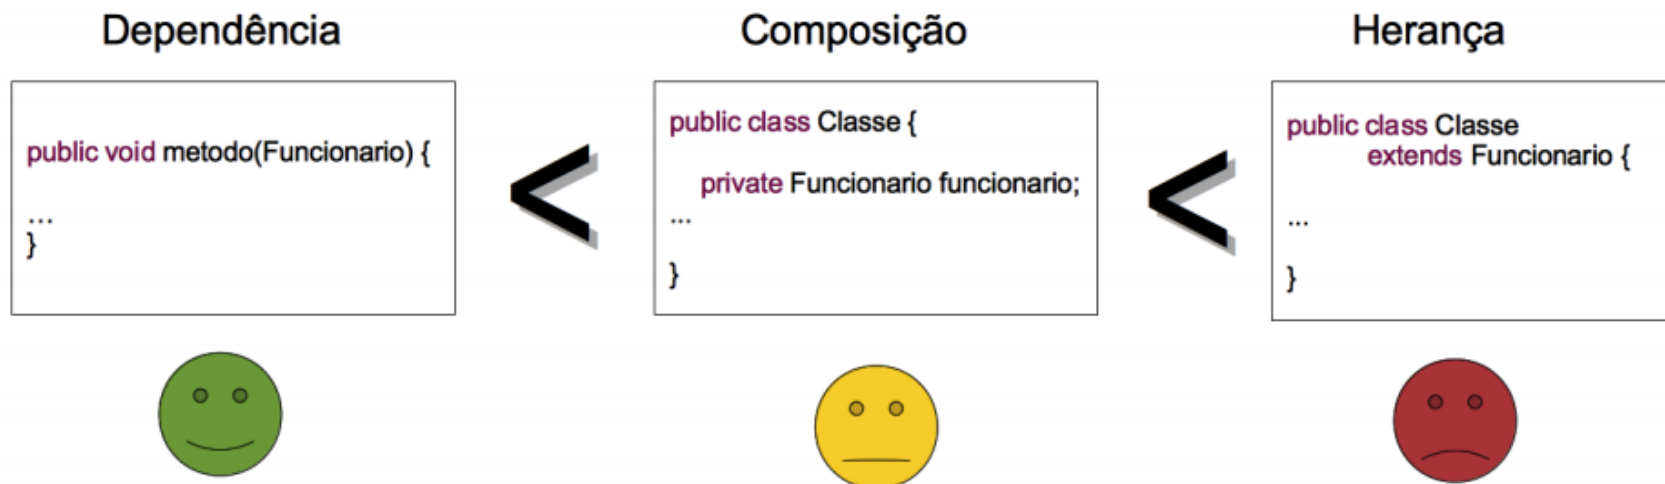 Dependência
public void metodo(Funcionario) {
...
}
<
Composição
public class Classe {
private Funcionario funcionario;
...
}
<
Herança
public class Classe
extends Funcionario {
...
}